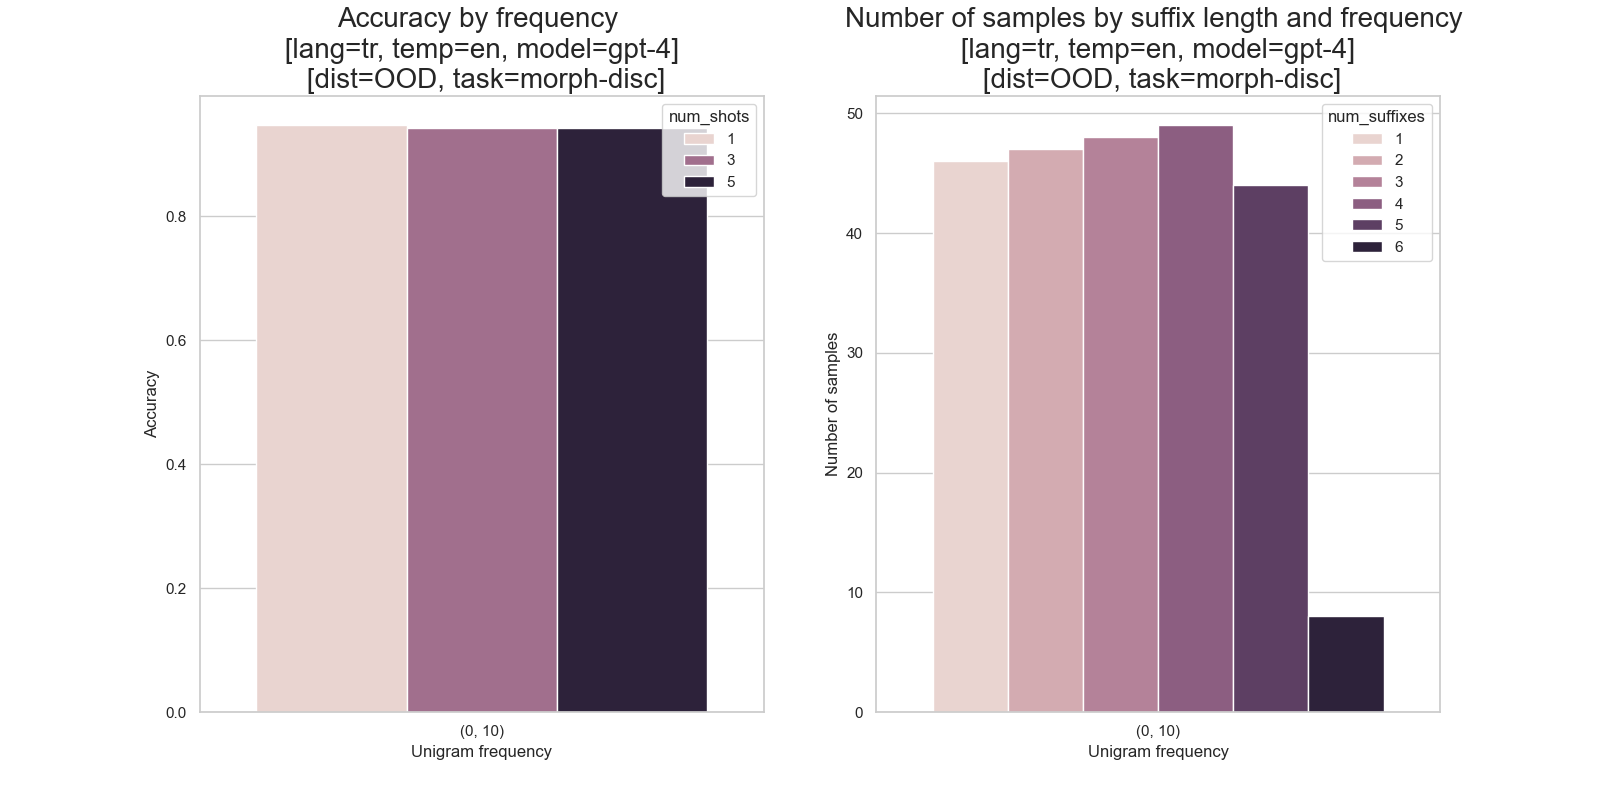 Accuracy by frequency
[lang=tr, temp=en, model=gpt-4]
[dist=OOD, task=morph-disc]
num_shots
1
3
5
0.8
0.6
0.4
0.2
0.0
Accuracy
(0, 10)
Unigram frequency
Number of samples by suffix length and frequency
[lang=tr, temp=en, model=gpt-4]
[dist=OOD, task=morph-disc]
num_suffixes
1
2
3
4
5
6
50
40
30
20
10
0
Number of samples
(0, 10)
Unigram frequency